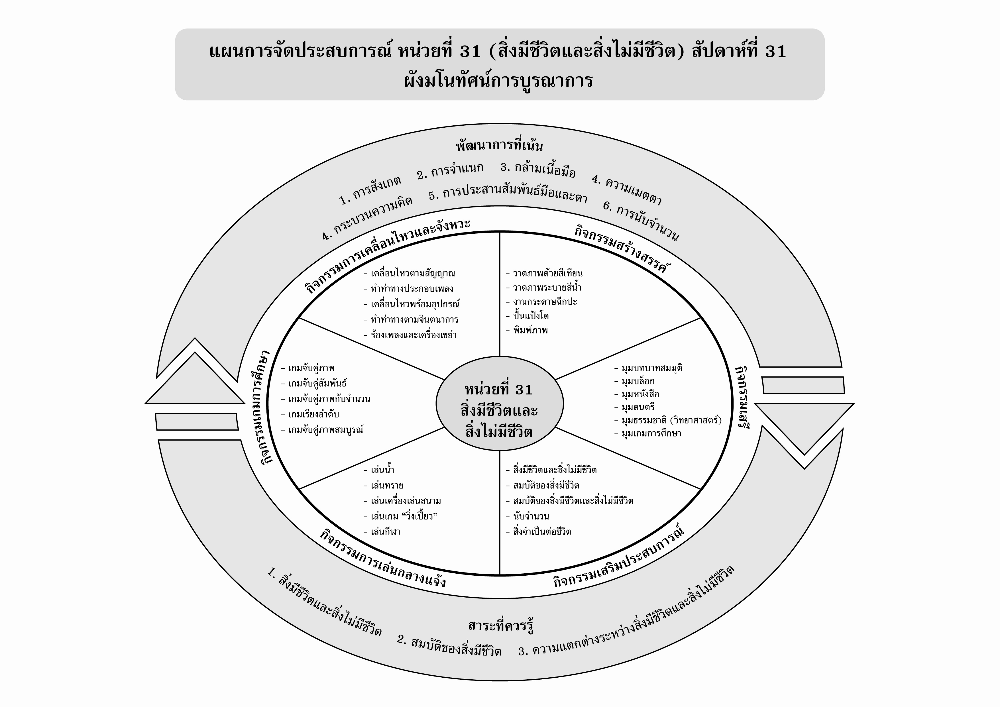 แผนการจัดประสบการณ์ หน่วยที่ 31 (สิ่งมีชีวิตและสิ่งไม่มีชีวิต) สัปดาห์ที่ 31
ผังมโนทัศน์การบูรณาการ
พัฒนาการที่เน้น
1. การสังเกต 2. การจำแนก 3. กล้ามเนื้อมือ 4. ความเมตตา
4. กระบวนความคิด 5. การประสานสัมพันธ์มือและตา 6. การนับจำนวน
กิจกรรมการเคลื่อนไหวและจังหวะ
- เคลื่อนไหวตามสัญญาณ
- ทำท่าทางประกอบเพลง
- เคลื่อนไหวพร้อมอุปกรณ์
- ทำท่าทางตามจินตนาการ
- ร้องเพลงและเครื่องเขย่า
กิจกรรมสร้างสรรค์
- วาดภาพด้วยสีเทียน
- วาดภาพระบายสีน้ำ
- งานกระดาษฉีกปะ
- ปั้นแป้งโด
- พิมพ์ภาพ
กิจกรรมเกมการศึกษา
- เกมจับคู่ภาพ
- เกมจับคู่สัมพันธ์
- เกมจับคู่ภาพกับจำนวน
- เกมเรียงลำดับ
- เกมจับคู่ภาพสมบูรณ์
หน่วยที่ 31
สิ่งมีชีวิตและ
สิ่งไม่มีชีวิต
กิจกรรมเสรี
- มุมบทบาทสมมุติ
- มุมบล็อก
- มุมหนังสือ
- มุมดนตรี
- มุมธรรมชาติ (วิทยาศาสตร์)
- มุมเกมการศึกษา
- เล่นน้ำ
- เล่นทราย
- เล่นเครื่องเล่นสนาม
- เล่นเกม “วิ่งเปี้ยว”
- เล่นกีฬา
กิจกรรมการเล่นกลางแจ้ง
- สิ่งมีชีวิตและสิ่งไม่มีชีวิต
- สมบัติของสิ่งมีชีวิต
- สมบัติของสิ่งมีชีวิตและสิ่งไม่มีชีวิต
- นับจำนวน
- สิ่งจำเป็นต่อชีวิต
กิจกรรมเสริมประสบการณ์
สาระที่ควรรู้
1. สิ่งมีชีวิตและสิ่งไม่มีชีวิต 2. สมบัติของสิ่งมีชีวิต 3. ความแตกต่างระหว่างสิ่งมีชีวิตและสิ่งไม่มีชีวิต